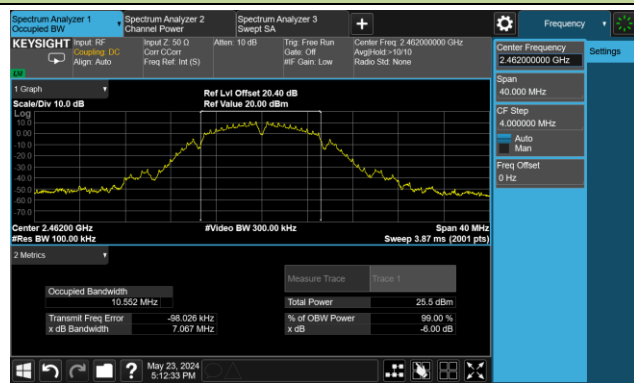 Spectrum Analyzer 1
Occupied BW
Spectrum Analyzer 2
Channel Power
Spectrum Analyzer 3
Swept SA
+
Frequency
KEYSIGHT
Input: RF
Coupling: DC
Align: Auto
Input Z: 50 Ω
Corr CCorr
Freq Ref: Int (S)
Atten: 10 dB
Trig: Free Run
Gate: Off
#IF Gain: Low
Center Freq: 2.462000000 GHz
Avg|Hold:>10/10
Radio Std: None
Center Frequency
2.462000000 GHz
Settings
Span
40.000 MHz
CF Step
4.000000 MHz
Auto
Man
Freq Offset
0 Hz
1 Graph
Scale/Div 10.0 dB
Ref Lvl Offset 20.40 dB
Ref Value 20.00 dBm
Log
10.0
0.00
-10.0
-20.0
-30.0
-40.0
-50.0
-60.0
-70.0
Center 2.46200 GHz
#Res BW 100.00 kHz
#Video BW 300.00 kHz
Span 40 MHz
Sweep 3.87 ms (2001 pts)
2 Metrics
Measure Trace
Trace 1
Occupied Bandwidth
10.552 MHz
Total Power 25.5 dBm
Transmit Freq Error -98.026 kHz
x dB Bandwidth 7.067 MHz
% of OBW Power 99.00 %
x dB -6.00 dB
?
May 23, 2024
5:12:33 PM